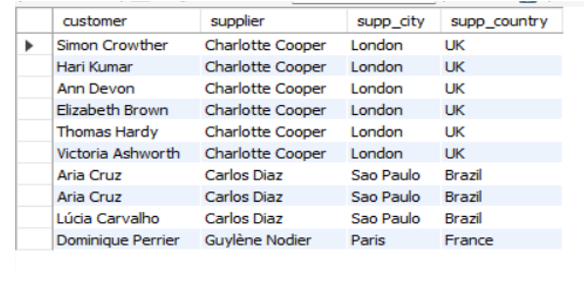 customer supplier supp_city supp_country
Simon Crowther Charlotte Cooper London UK
Hari Kumar Charlotte Cooper London UK
Ann Devon Charlotte Cooper London UK
Elizabeth Brown Charlotte Cooper London UK
Thomas Hardy Charlotte Cooper London UK
Victoria Ashworth Charlotte Cooper London UK
Aria Cruz Carlos Diaz Sao Paulo Brazil
Aria Cruz Carlos Diaz Sao Paulo Brazil
Lúcia Carvalho Carlos Diaz Sao Paulo Brazil
Dominique Perrier Guylène Nodier Paris France